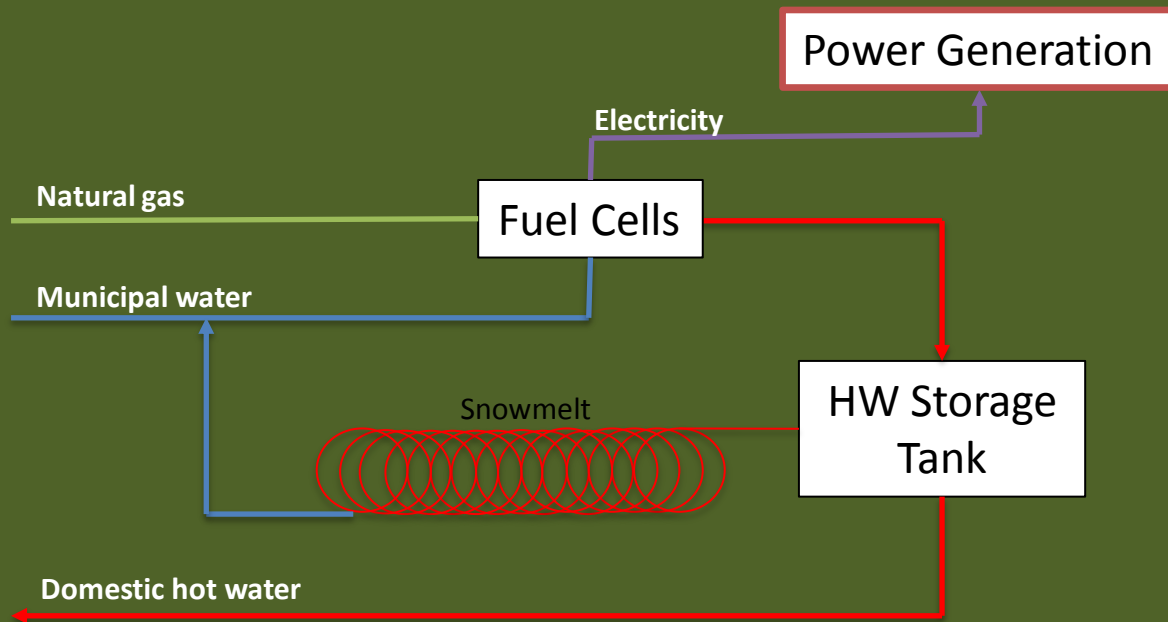 Power Generation
Electricity
Natural gas
Fuel Cells
Municipal water
Snowmelt
HW Storage
Tank
Domestic hot water